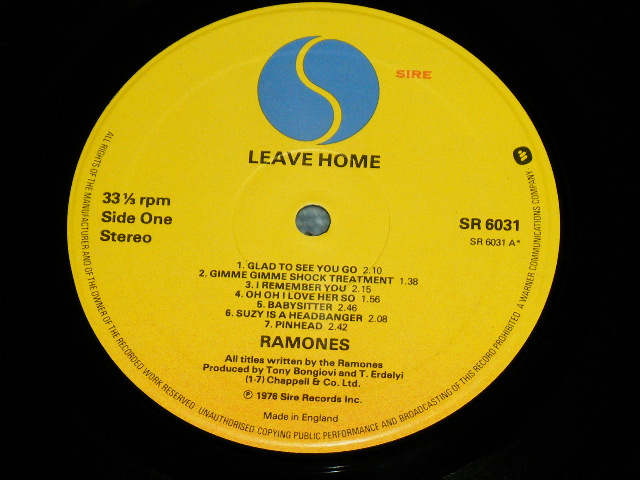 SIRE
LEAVE HOME
33⅓ rpm
Side One
Stereo
SR 6031
SR 6031 A*
1. GLAD TO SEE YOU GO 2.10
2. GIMME GIMME SHOCK TREATMENT 1.38
3. I REMEMBER YOU 2.15
4. OH OH I LOVE HER SO 1.56
5. BABYSITTER 2.46
6. SUZY IS A HEADBANGER 2.08
7. PINHEAD 2.42
RAMONES
All titles written by the Ramones
Produced by Tony Bongiovi and T. Erdelyi
(1-7) Chappell & Co. Ltd.
℗ 1976 Sire Records Inc.
Made in England
ALL RIGHTS OF THE MANUFACTURER AND OF THE OWNER OF THE RECORDED WORK RESERVED UNAUTHORISED COPYING PUBLIC PERFORMANCE AND BROADCASTING OF THIS RECORD PROHIBITED A WARNER COMMUNICATIONS COMPANY